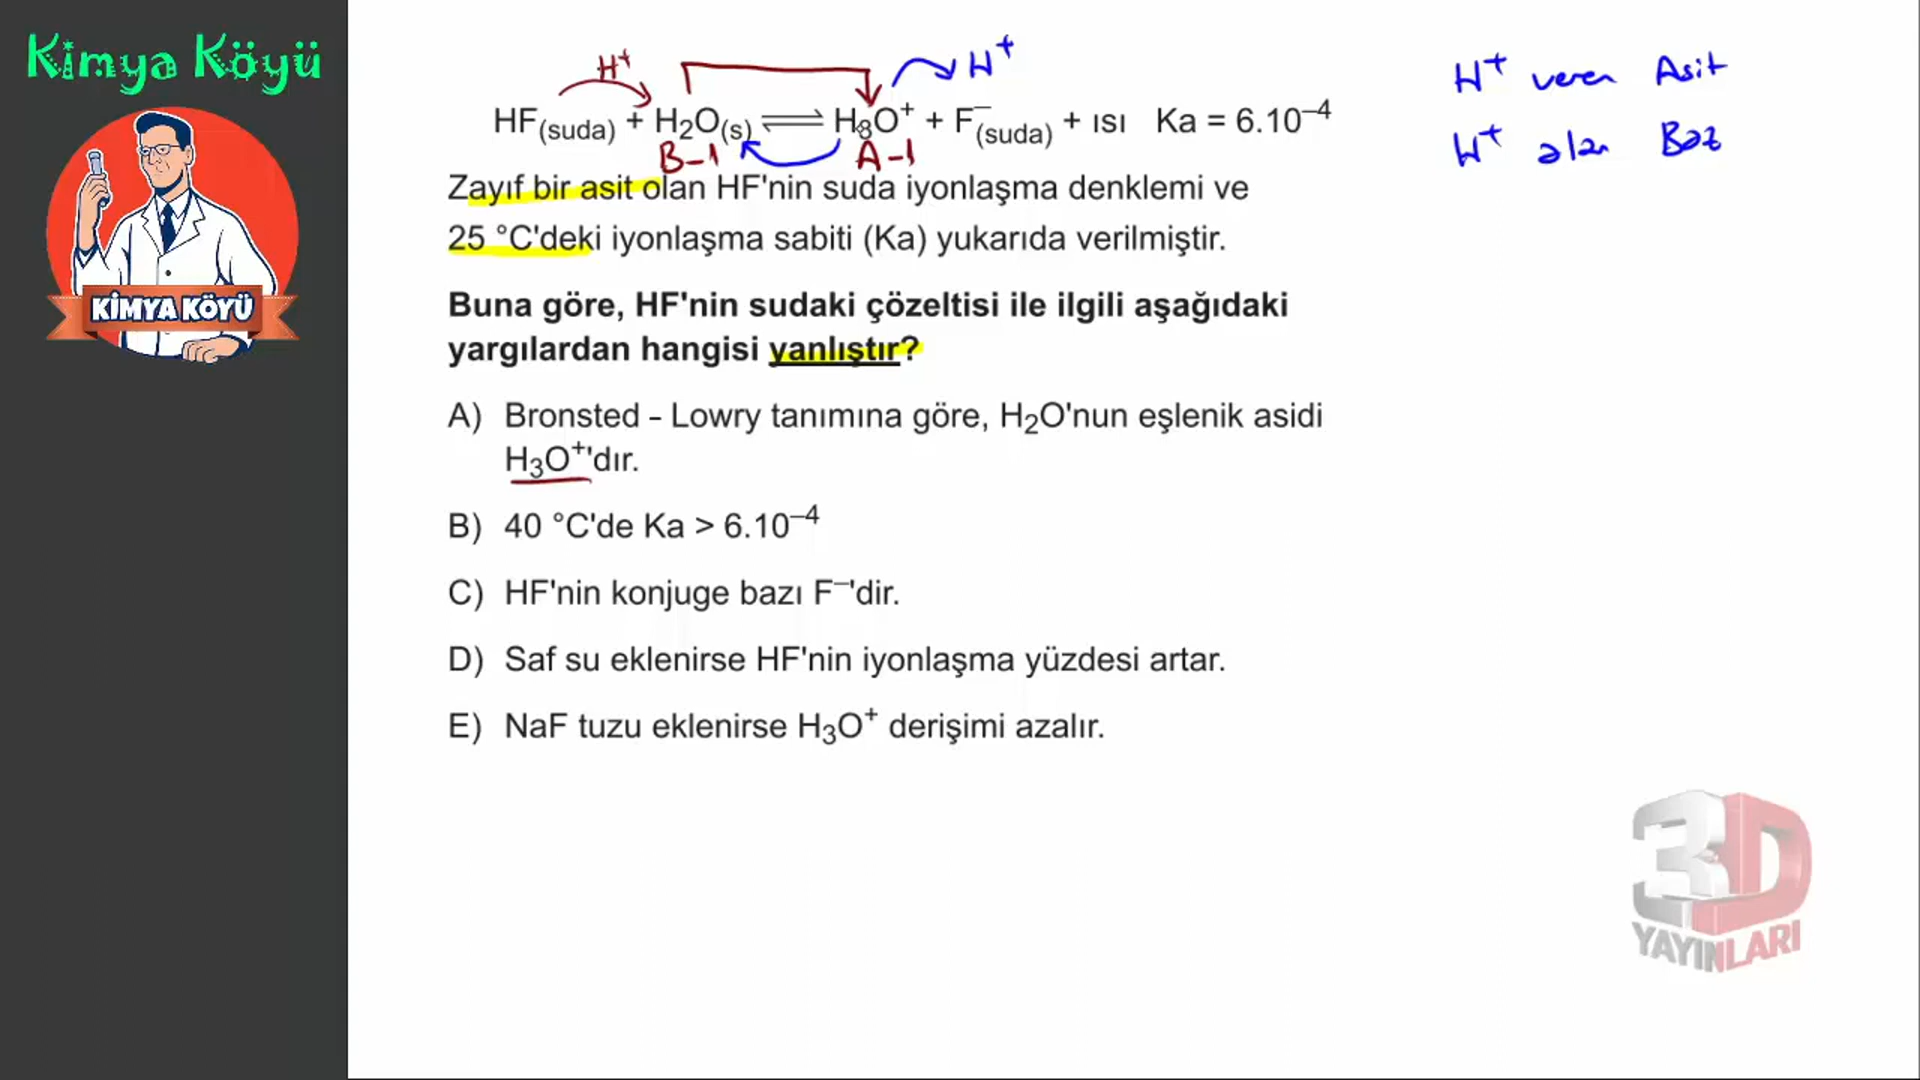 Kimya Köyü
KİMYA KÖYÜ
H⁺
H⁺
H⁺ veren Asit
HF(suda) + H₂O(s) ⇌ H₃O⁺ + F⁻(suda) + ısı Ka = 6.10⁻⁴
H⁺ alan Baz
B-1 A-1
Zayıf bir asit olan HF'nin suda iyonlaşma denklemi ve
25 °C'deki iyonlaşma sabiti (Ka) yukarıda verilmiştir.
Buna göre, HF'nin sudaki çözeltisi ile ilgili aşağıdaki
yargılardan hangisi yanlıştır?
A) Bronsted – Lowry tanımına göre, H₂O'nun eşlenik asidi
H₃O⁺'dır.
B) 40 °C'de Ka > 6.10⁻⁴
C) HF'nin konjuge bazı F⁻'dir.
D) Saf su eklenirse HF'nin iyonlaşma yüzdesi artar.
E) NaF tuzu eklenirse H₃O⁺ derişimi azalır.
3D
YAYINLARI